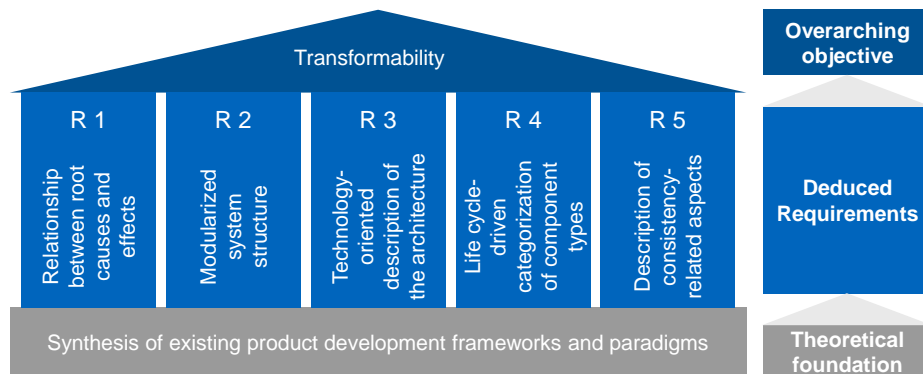 Transformability
R 1
Relationship
between root
causes and
effects
R 2
Modularized
system
structure
R 3
Technology-
oriented
description of
the architecture
R 4
Life cycle-
driven
categorization
of component
types
R 5
Description of
consistency-
related aspects
Synthesis of existing product development frameworks and paradigms
Overarching
objective
Deduced
Requirements
Theoretical
foundation